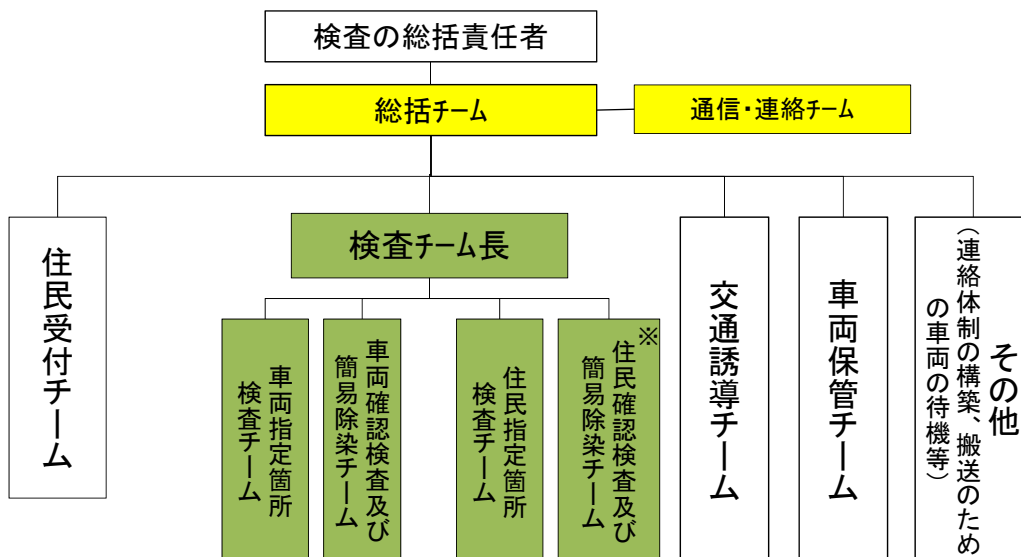 検査の総括責任者
総括チーム
通信・連絡チーム
住民受付チーム
検査チーム長
車両指定箇所
検査チーム
車両確認検査及び
簡易除染チーム
住民指定箇所
検査チーム
※
住民確認検査及び
簡易除染チーム
交通誘導チーム
車両保管チーム
その他
(連絡体制の構築、搬送のため
の車両の待機等)